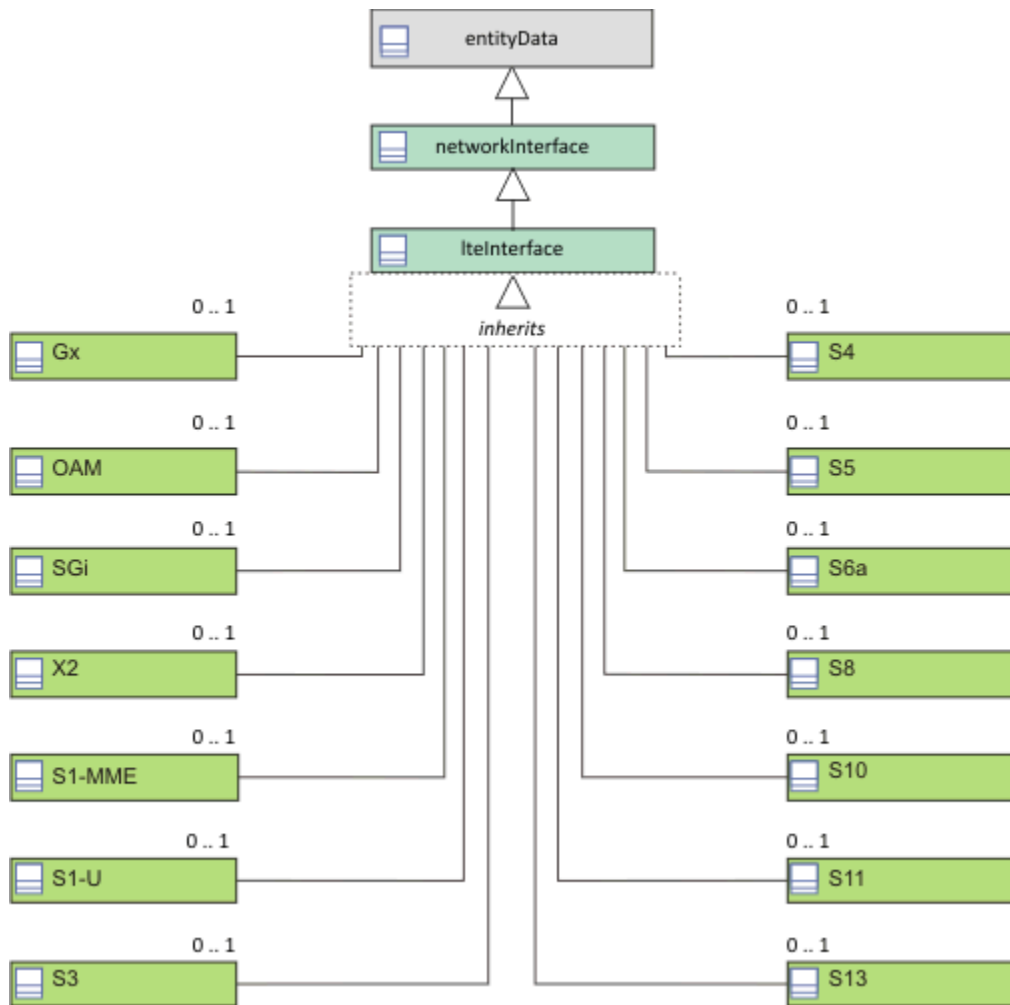 entityData
networkInterface
lteInterface
inherits
0 .. 1
Gx
0 .. 1
OAM
0 .. 1
SGi
0 .. 1
X2
0 .. 1
S1-MME
0 .. 1
S1-U
0 .. 1
S3
0 .. 1
S4
0 .. 1
S5
0 .. 1
S6a
0 .. 1
S8
0 .. 1
S10
0 .. 1
S11
0 .. 1
S13